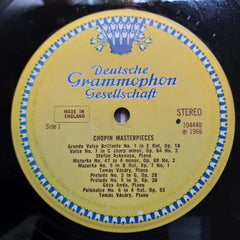 Deutsche
Grammophon
Gesellschaft
MADE IN
ENGLAND
STEREO
Side 1
104440
℗ 1966
CHOPIN MASTERPIECES
Grande Valse Brillante No. 1 in E flat, Op. 18
Valse No. 7 in C sharp minor, Op. 64 No. 2
Stefan Askenase, Piano
Mazurka No. 47 in A minor, Op. 68 No. 2
Mazurka No. 5 in B flat, Op. 7 No. 1
Tamás Vásáry, Piano
Prelude No. 3 in G, Op. 28
Prelude No. 15 in D flat, Op. 28
Géza Anda, Piano
Polonaise No. 6 in A flat, Op. 53
Tamás Vásáry, Piano